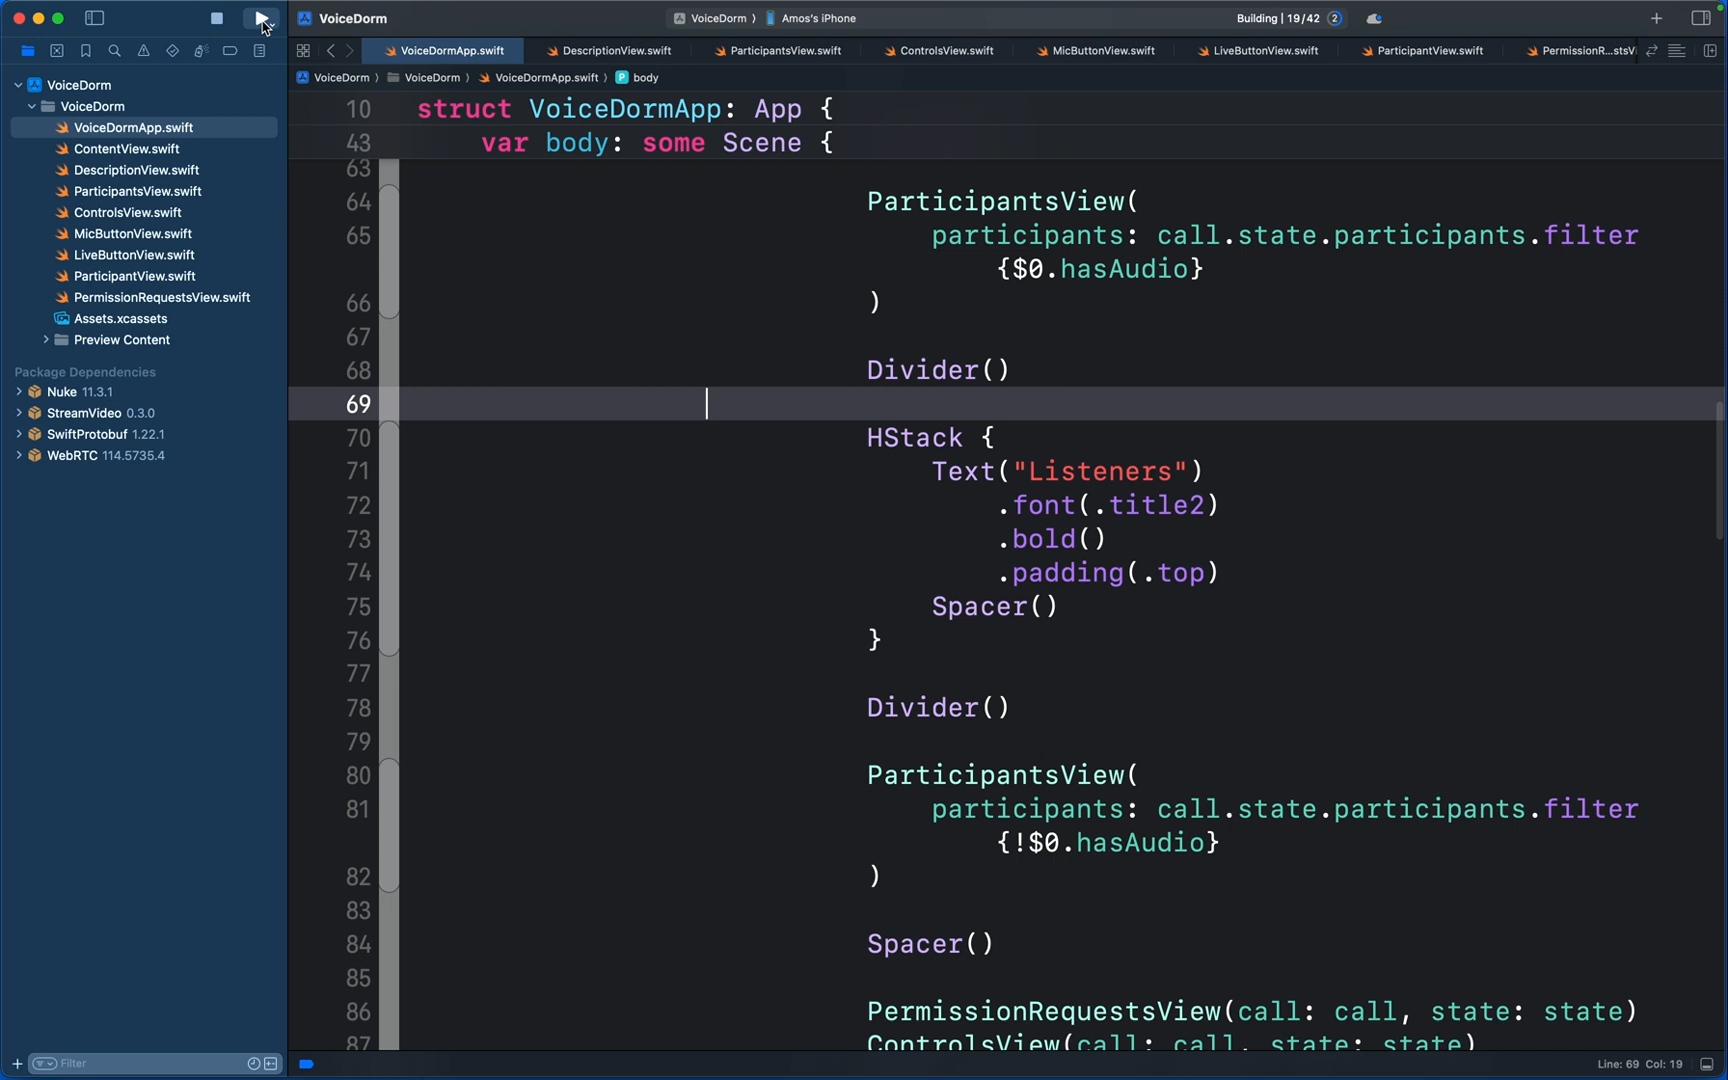 VoiceDorm
VoiceDorm 〉 Amos's iPhone
Building | 19/42 2
VoiceDormApp.swift
DescriptionView.swift
ParticipantsView.swift
ControlsView.swift
MicButtonView.swift
LiveButtonView.swift
ParticipantView.swift
PermissionR...stsVi
VoiceDorm 〉 VoiceDorm 〉 VoiceDormApp.swift 〉 P body
VoiceDorm
VoiceDorm
VoiceDormApp.swift
ContentView.swift
DescriptionView.swift
ParticipantsView.swift
ControlsView.swift
MicButtonView.swift
LiveButtonView.swift
ParticipantView.swift
PermissionRequestsView.swift
Assets.xcassets
Preview Content
Package Dependencies
Nuke 11.3.1
StreamVideo 0.3.0
SwiftProtobuf 1.22.1
WebRTC 114.5735.4
Filter
10 struct VoiceDormApp: App {
43 var body: some Scene {
63
64 ParticipantsView(
65 participants: call.state.participants.filter
{$0.hasAudio}
66 )
67
68 Divider()
69
70 HStack {
71 Text("Listeners")
72 .font(.title2)
73 .bold()
74 .padding(.top)
75 Spacer()
76 }
77
78 Divider()
79
80 ParticipantsView(
81 participants: call.state.participants.filter
{!$0.hasAudio}
82 )
83
84 Spacer()
85
86 PermissionRequestsView(call: call, state: state)
87 ControlsView(call: call, state: state)
Line: 69 Col: 19